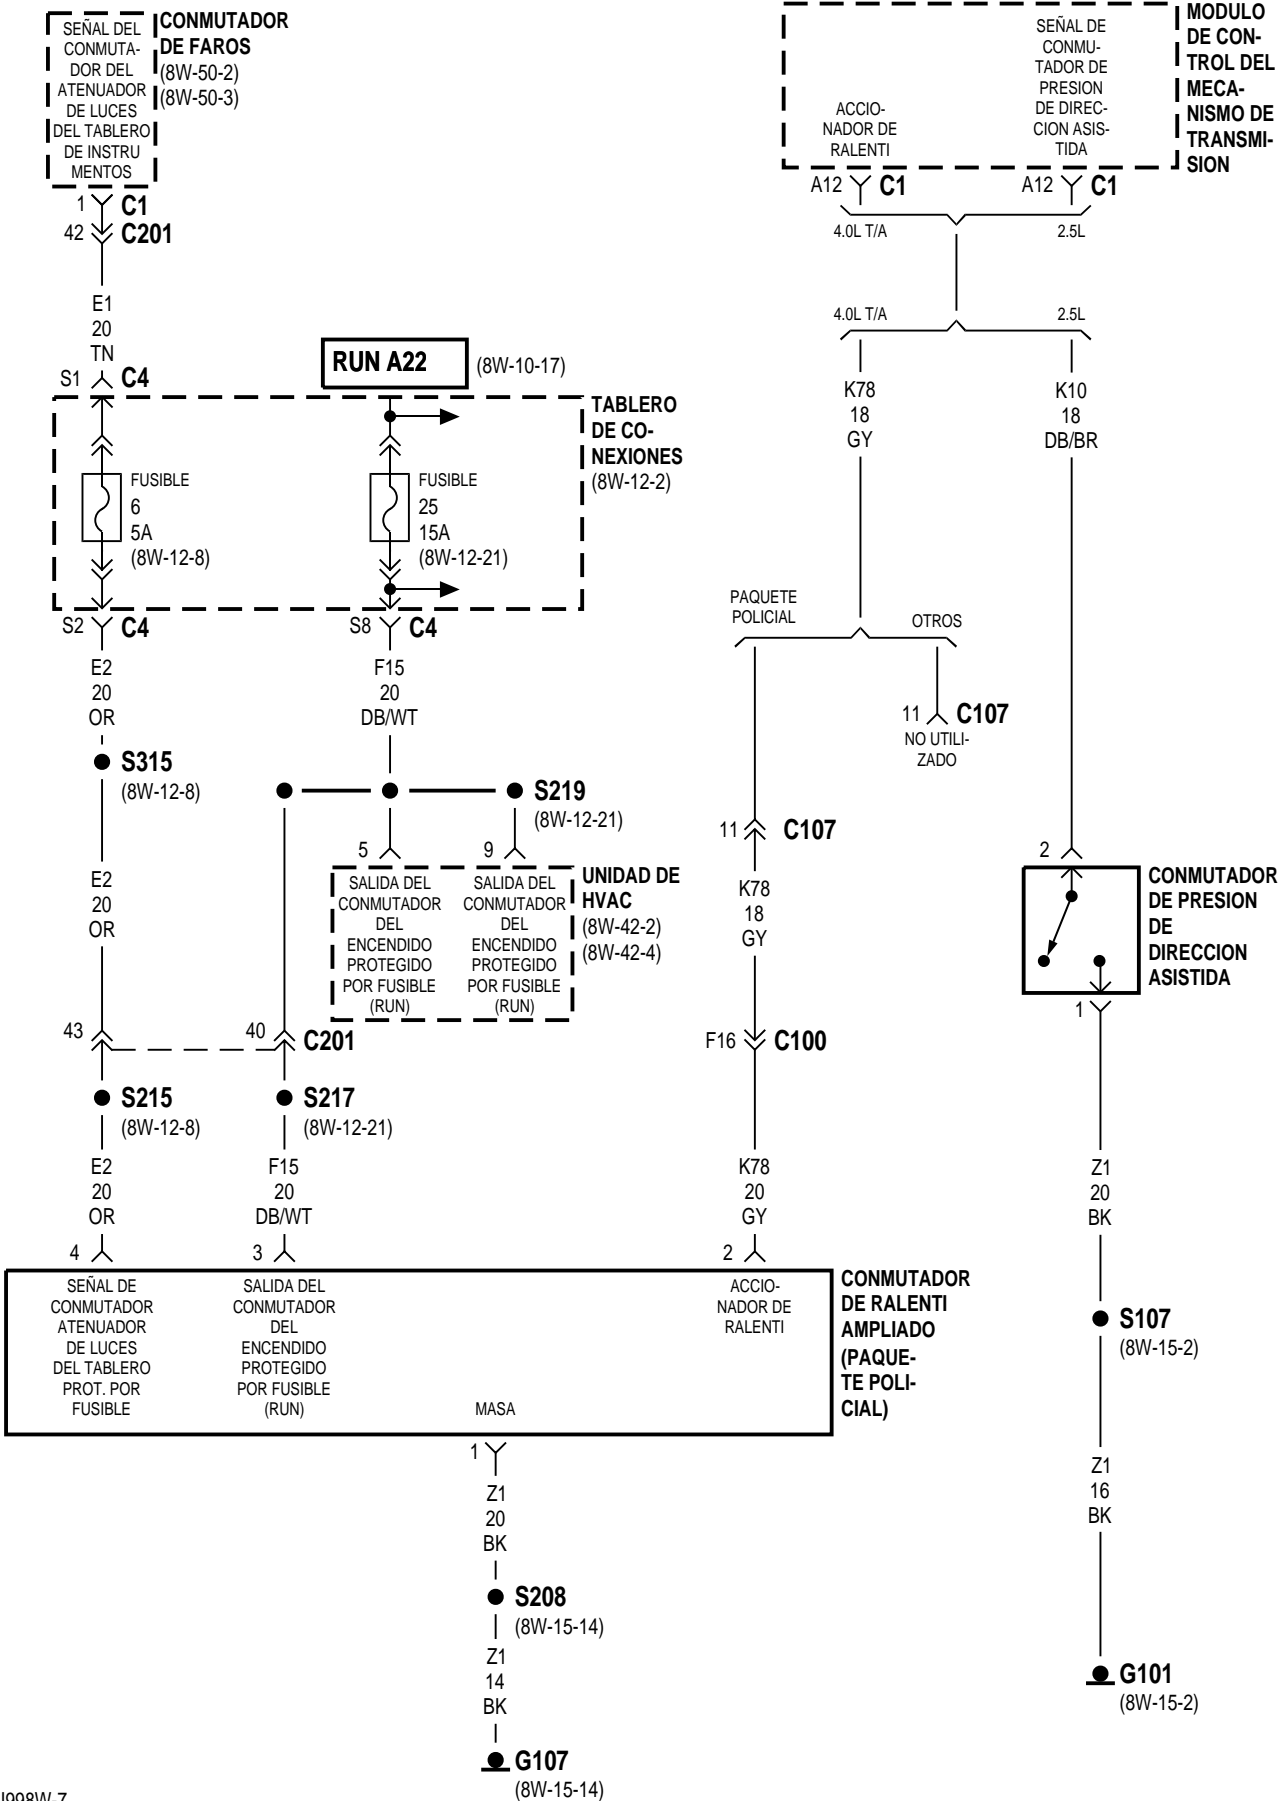 SEÑAL DEL
CONMUTA-
DOR DEL
ATENUADOR
DE LUCES
DEL TABLERO
DE INSTRU
MENTOS
CONMUTADOR
DE FAROS
(8W-50-2)
(8W-50-3)
1 C1
42 C201
E1
20
TN
S1 C4
RUN A22 (8W-10-17)
TABLERO
DE CO-
NEXIONES
(8W-12-2)
FUSIBLE
6
5A
(8W-12-8)
FUSIBLE
25
15A
(8W-12-21)
S2 C4
S8 C4
E2
20
OR
F15
20
DB/WT
S315
(8W-12-8)
S219
(8W-12-21)
E2
20
OR
5
9
SALIDA DEL
CONMUTADOR
DEL
ENCENDIDO
PROTEGIDO
POR FUSIBLE
(RUN)
SALIDA DEL
CONMUTADOR
DEL
ENCENDIDO
PROTEGIDO
POR FUSIBLE
(RUN)
UNIDAD DE
HVAC
(8W-42-2)
(8W-42-4)
43
40 C201
S215
(8W-12-8)
S217
(8W-12-21)
E2
20
OR
F15
20
DB/WT
4
3
ACCIO-
NADOR DE
RALENTI
SEÑAL DE
CONMU-
TADOR DE
PRESION
DE DIREC-
CION ASIS-
TIDA
MODULO
DE CON-
TROL DEL
MECA-
NISMO DE
TRANSMI-
SION
A12 C1
A12 C1
4.0L T/A
2.5L
4.0L T/A
2.5L
K78
18
GY
K10
18
DB/BR
PAQUETE
POLICIAL
OTROS
11 C107
NO UTILI-
ZADO
11 C107
K78
18
GY
F16 C100
K78
20
GY
2
2
CONMUTADOR
DE PRESION
DE
DIRECCION
ASISTIDA
1
Z1
20
BK
S107
(8W-15-2)
Z1
16
BK
G101
(8W-15-2)
SEÑAL DE
CONMUTADOR
ATENUADOR
DE LUCES
DEL TABLERO
PROT. POR
FUSIBLE
SALIDA DEL
CONMUTADOR
DEL
ENCENDIDO
PROTEGIDO
POR FUSIBLE
(RUN)
MASA
ACCIO-
NADOR DE
RALENTI
CONMUTADOR
DE RALENTI
AMPLIADO
(PAQUE-
TE POLI-
CIAL)
1
Z1
20
BK
S208
(8W-15-14)
Z1
14
BK
G107
(8W-15-14)